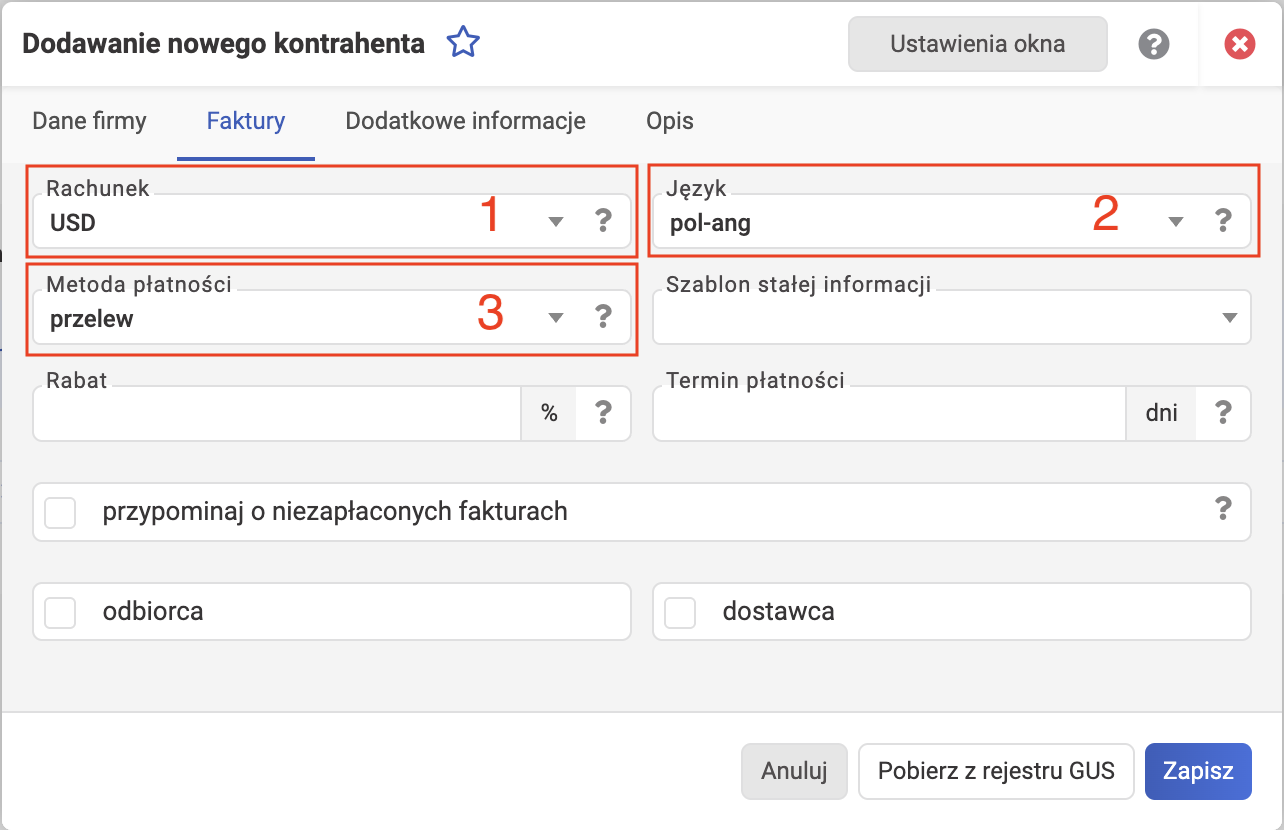 Dodawanie nowego kontrahenta
Ustawienia okna
?
Dane firmy Faktury Dodatkowe informacje Opis
Rachunek
USD 1 ?
Język
pol-ang 2 ?
Metoda płatności
przelew 3 ?
Szablon stałej informacji
Rabat
% ?
Termin płatności
dni ?
przypominaj o niezapłaconych fakturach ?
odbiorca
dostawca
Anuluj Pobierz z rejestru GUS Zapisz